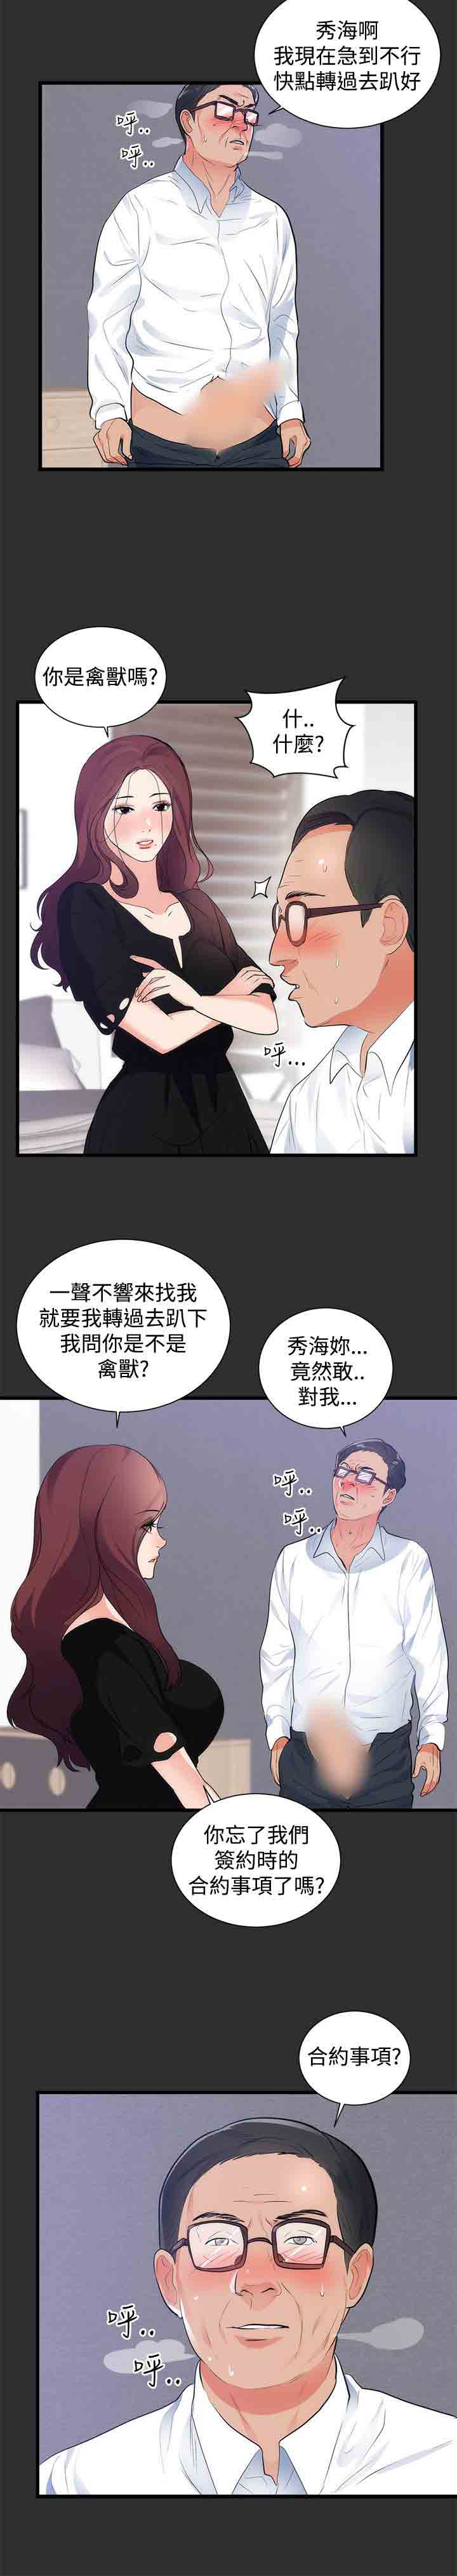 秀海啊
我現在急到不行
快點轉過去趴好
呼..
呼..
你是禽獸嗎?
什..
什麼?
呼...
一聲不響來找我
就要我轉過去趴下
我問你是不是
禽獸?
秀海妳...
竟然敢..
對我...
呼..
呼..
你忘了我們
簽約時的
合約事項了嗎?
合約事項?
呼..
呼..